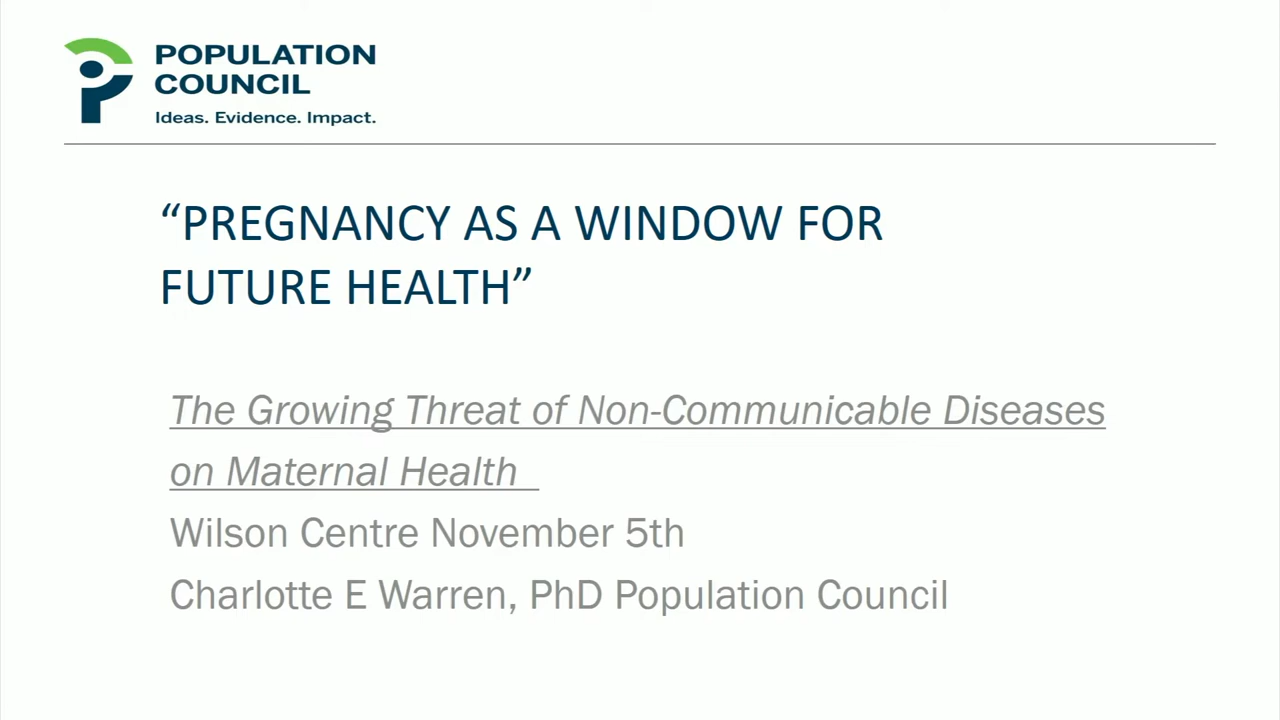 POPULATION
COUNCIL
Ideas. Evidence. Impact.
“PREGNANCY AS A WINDOW FOR
FUTURE HEALTH”
The Growing Threat of Non-Communicable Diseases
on Maternal Health
Wilson Centre November 5th
Charlotte E Warren, PhD Population Council